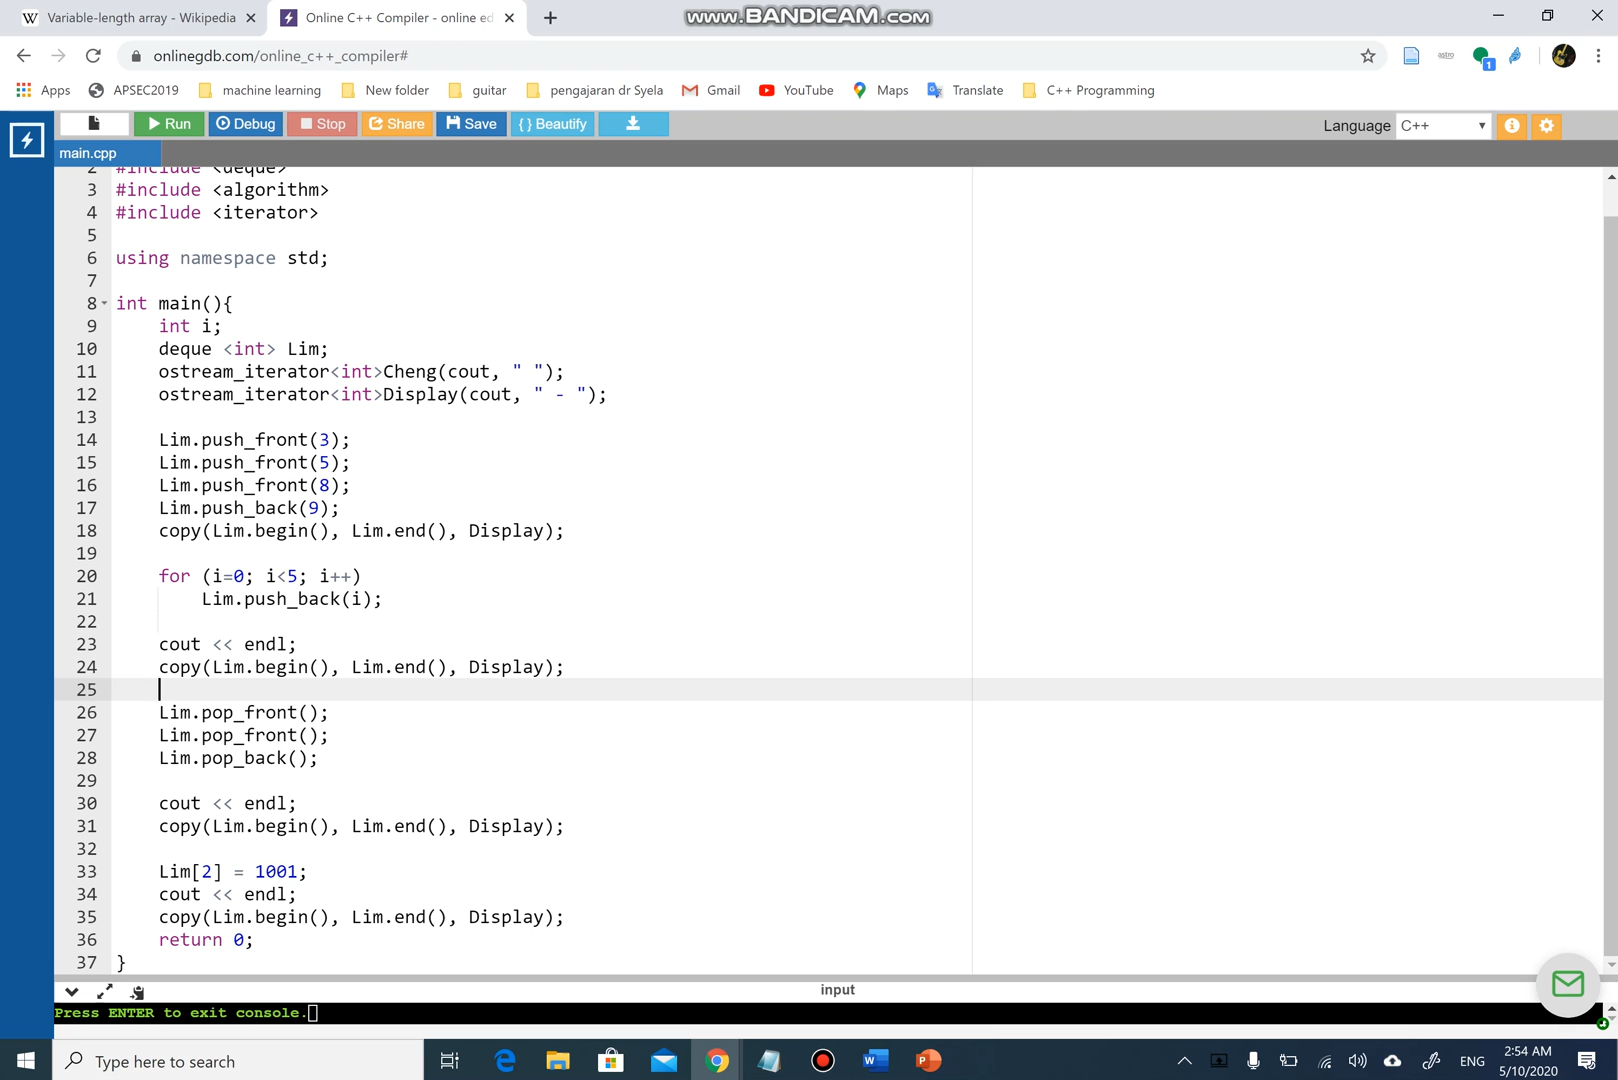 Variable-length array - Wikipedia
Online C++ Compiler - online ed
www.BANDICAM.com
onlinegdb.com/online_c++_compiler#
Apps APSEC2019 machine learning New folder guitar pengajaran dr Syela Gmail YouTube Maps Translate C++ Programming
Run Debug Stop Share Save { } Beautify Language C++
main.cpp
2 #include <deque>
3 #include <algorithm>
4 #include <iterator>
5
6 using namespace std;
7
8 int main(){
9 int i;
10 deque <int> Lim;
11 ostream_iterator<int>Cheng(cout, " ");
12 ostream_iterator<int>Display(cout, " - ");
13
14 Lim.push_front(3);
15 Lim.push_front(5);
16 Lim.push_front(8);
17 Lim.push_back(9);
18 copy(Lim.begin(), Lim.end(), Display);
19
20 for (i=0; i<5; i++)
21 Lim.push_back(i);
22
23 cout << endl;
24 copy(Lim.begin(), Lim.end(), Display);
25
26 Lim.pop_front();
27 Lim.pop_front();
28 Lim.pop_back();
29
30 cout << endl;
31 copy(Lim.begin(), Lim.end(), Display);
32
33 Lim[2] = 1001;
34 cout << endl;
35 copy(Lim.begin(), Lim.end(), Display);
36 return 0;
37 }
input
Press ENTER to exit console.
Type here to search
ENG
2:54 AM
5/10/2020